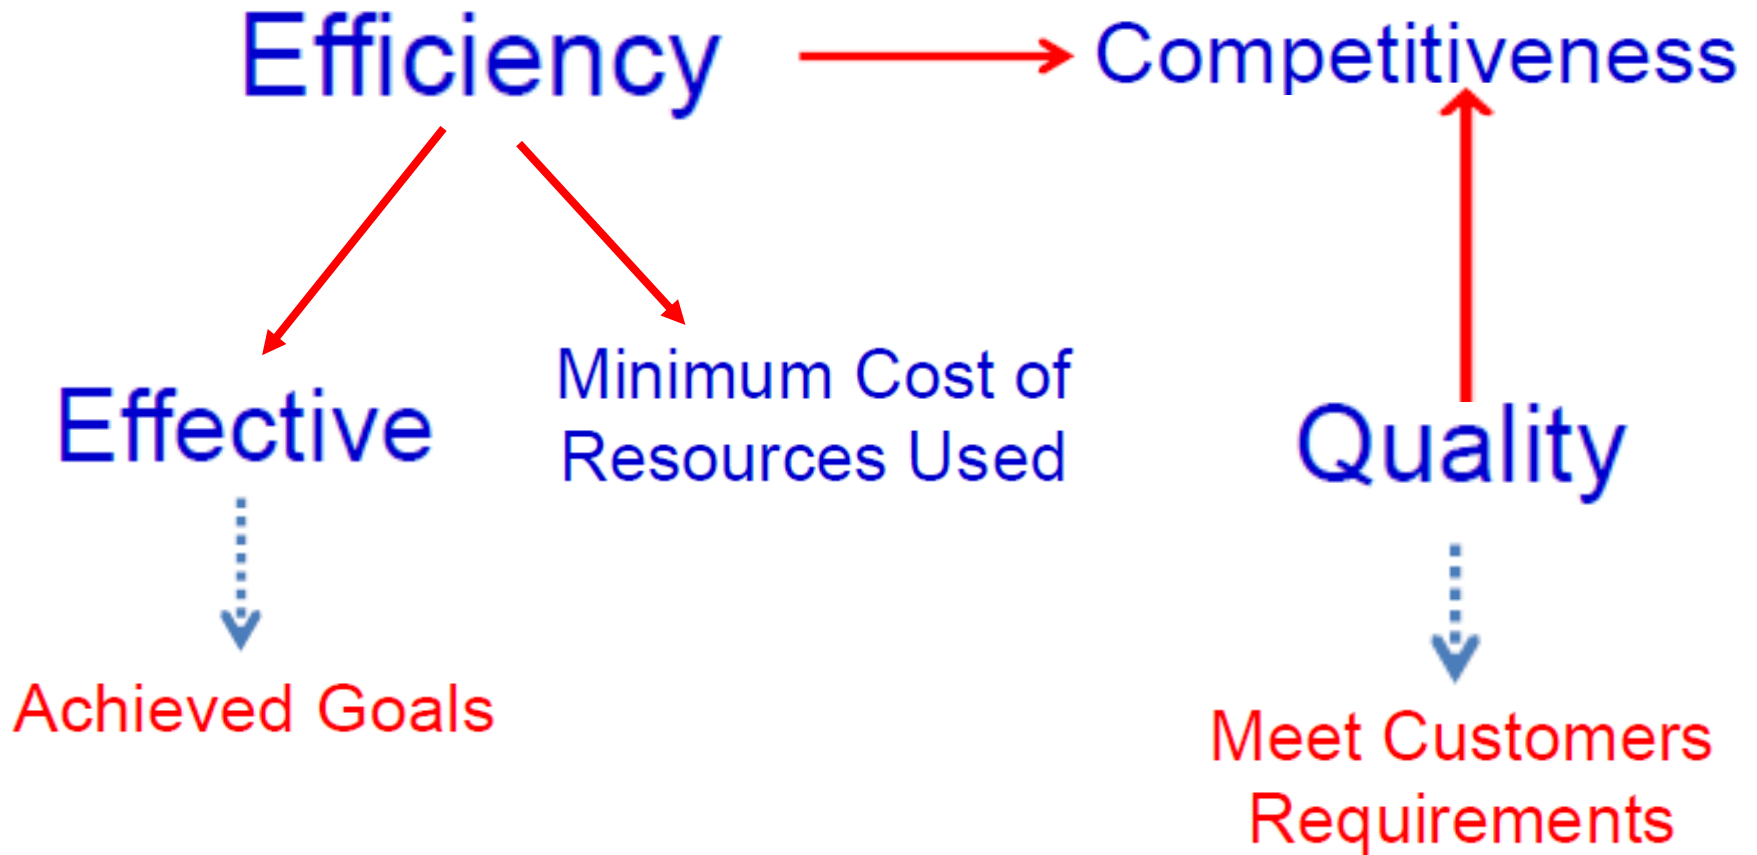 Efficiency
Competitiveness
Effective
Minimum Cost of
Resources Used
Quality
Achieved Goals
Meet Customers
Requirements